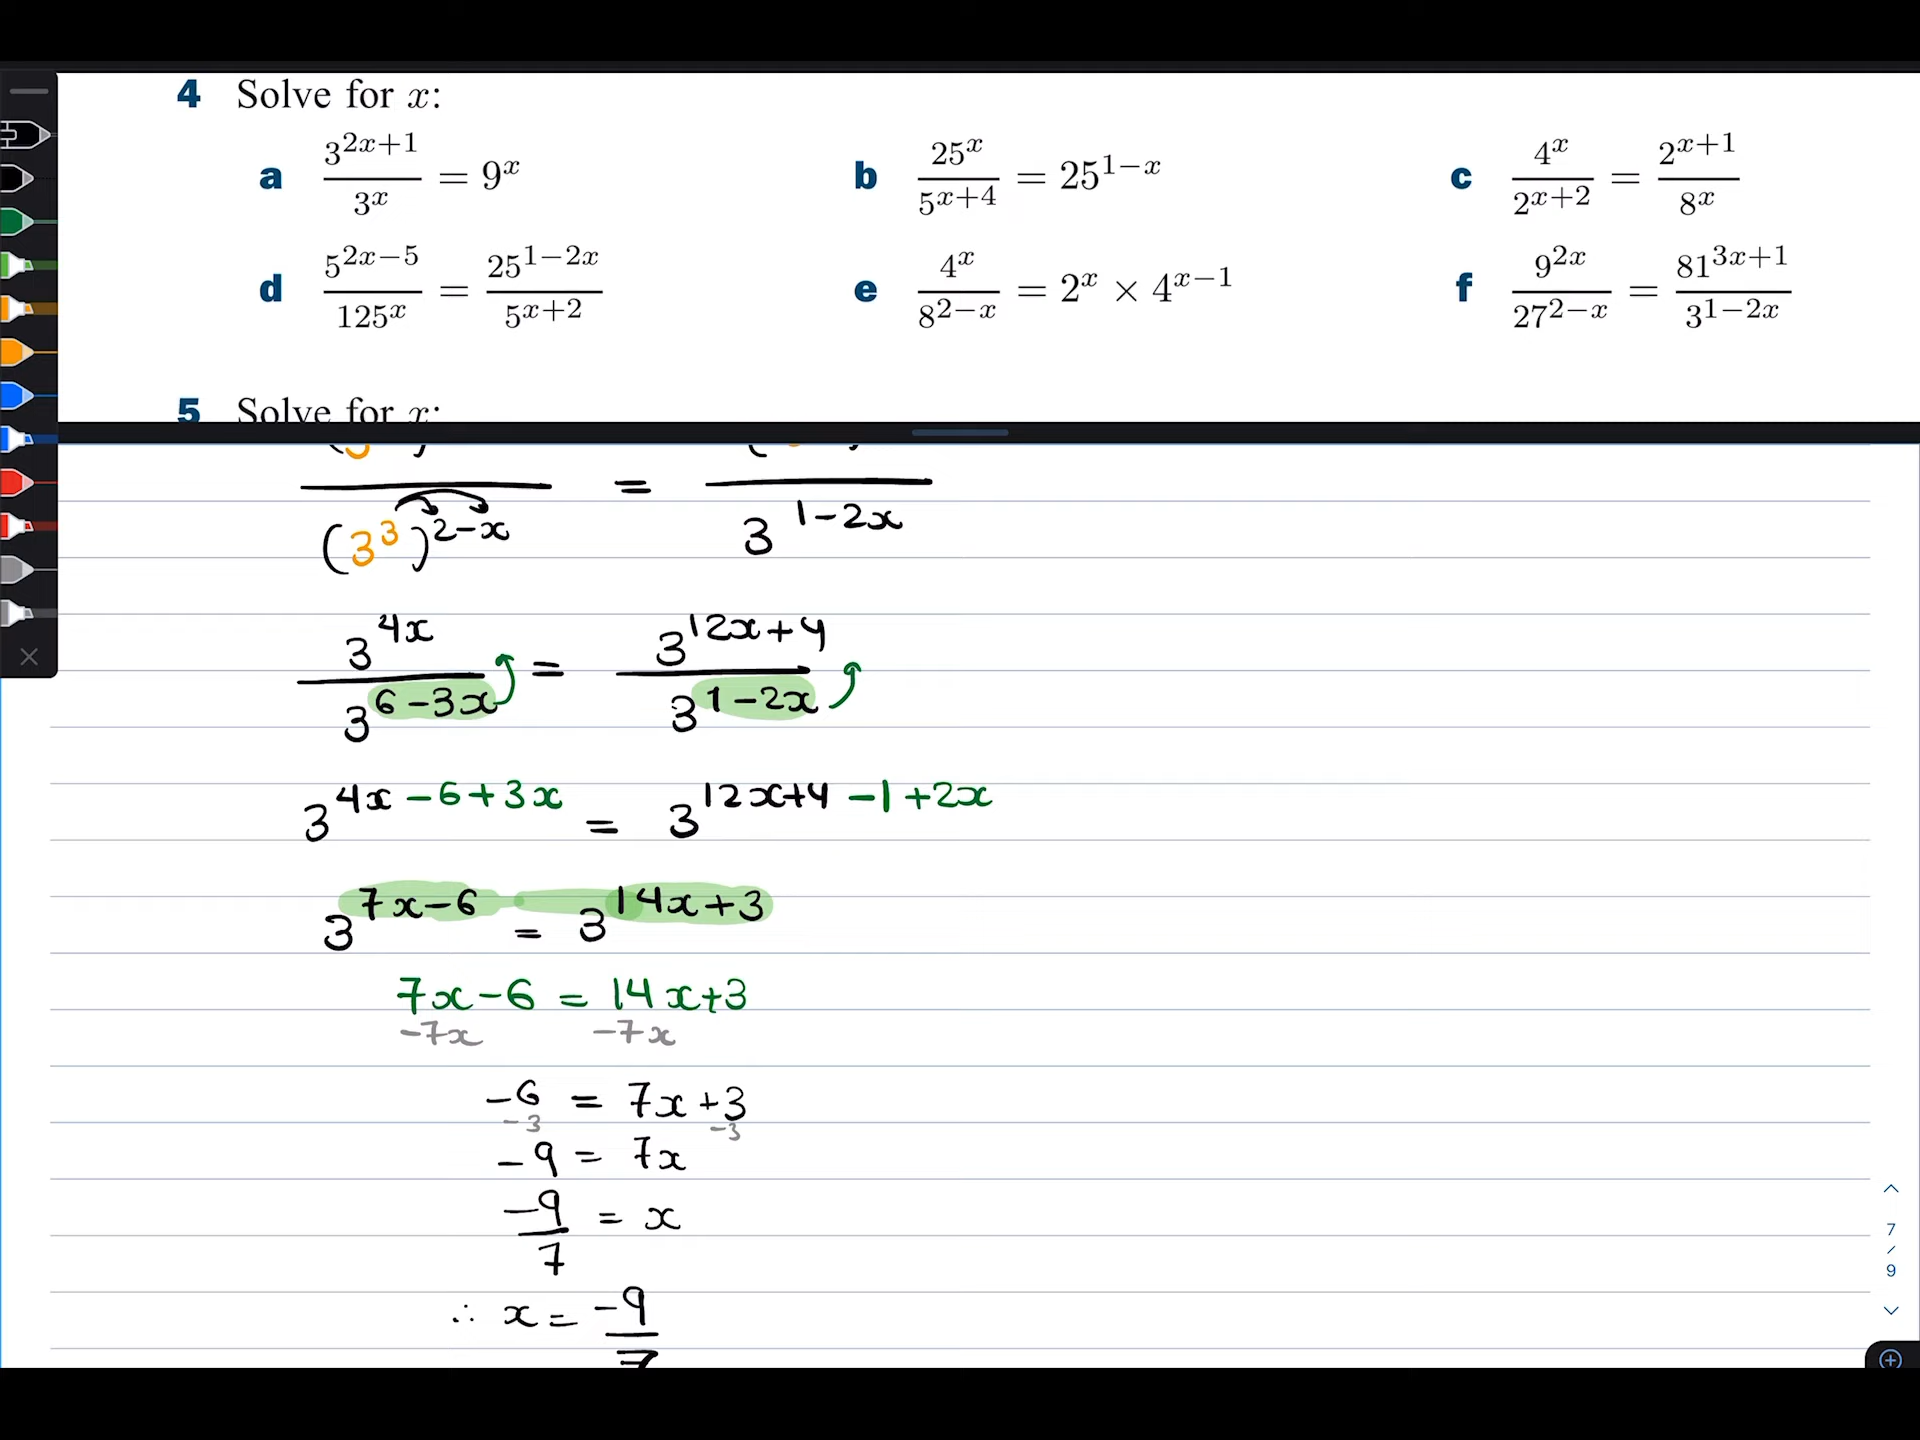 4 Solve for x:
a 3^{2x+1}/3^x = 9^x b 25^x/5^{x+4} = 25^{1−x} c 4^x/2^{x+2} = 2^{x+1}/8^x
d 5^{2x−5}/125^x = 25^{1−2x}/5^{x+2} e 4^x/8^{2−x} = 2^x × 4^{x−1} f 9^{2x}/27^{2−x} = 81^{3x+1}/3^{1−2x}
5 Solve for x:
/(3^3)^{2−x} = /3^{1−2x}
3^{4x}/3^{6−3x} = 3^{12x+4}/3^{1−2x}
3^{4x−6+3x} = 3^{12x+4−1+2x}
3^{7x−6} = 3^{14x+3}
7x−6 = 14x+3
−7x −7x
−6 = 7x+3
−3 −3
−9 = 7x
−9/7 = x
∴ x = −9/7
7
/
9